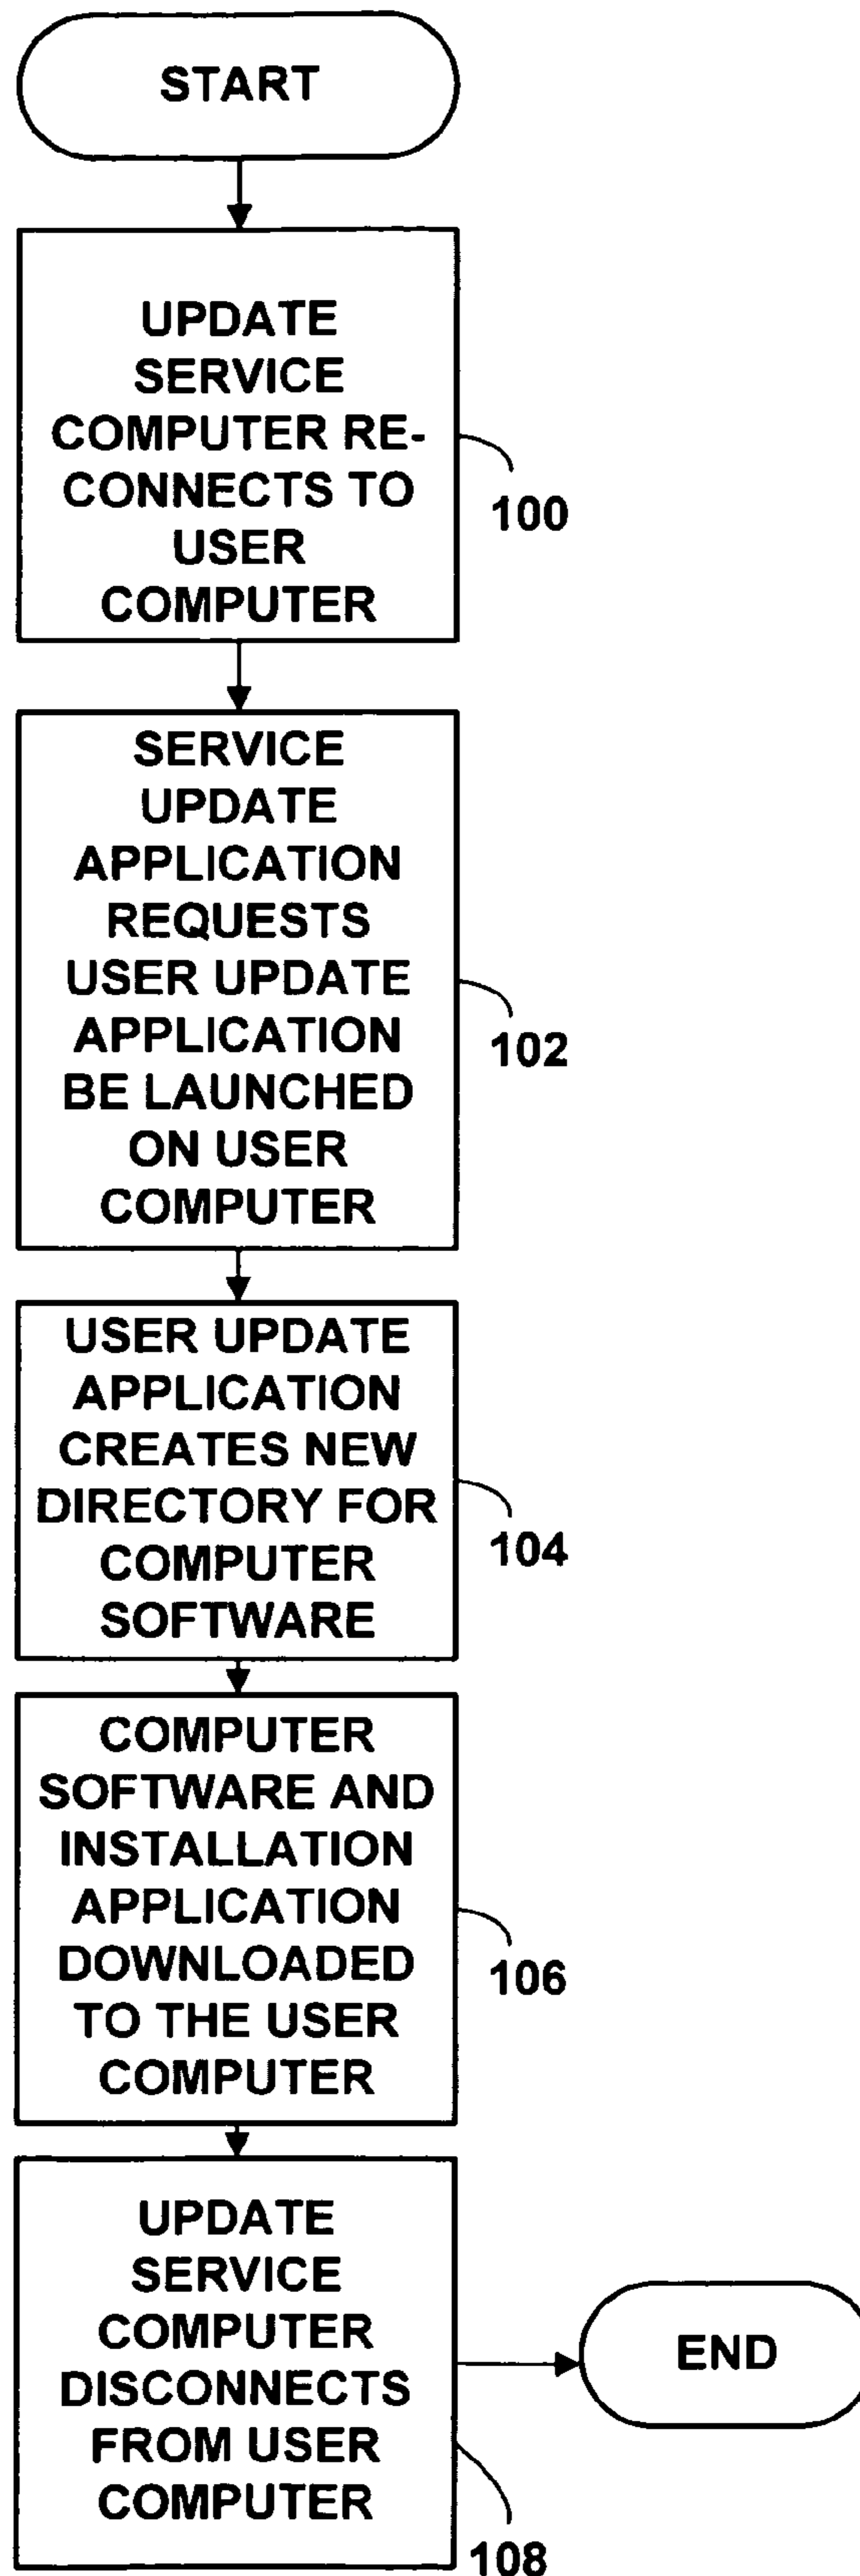 START
UPDATE
SERVICE
COMPUTER RE-
CONNECTS TO
USER
COMPUTER
100
SERVICE
UPDATE
APPLICATION
REQUESTS
USER UPDATE
APPLICATION
BE LAUNCHED
ON USER
COMPUTER
102
USER UPDATE
APPLICATION
CREATES NEW
DIRECTORY FOR
COMPUTER
SOFTWARE
104
COMPUTER
SOFTWARE AND
INSTALLATION
APPLICATION
DOWNLOADED
TO THE USER
COMPUTER
106
UPDATE
SERVICE
COMPUTER
DISCONNECTS
FROM USER
COMPUTER
108
END